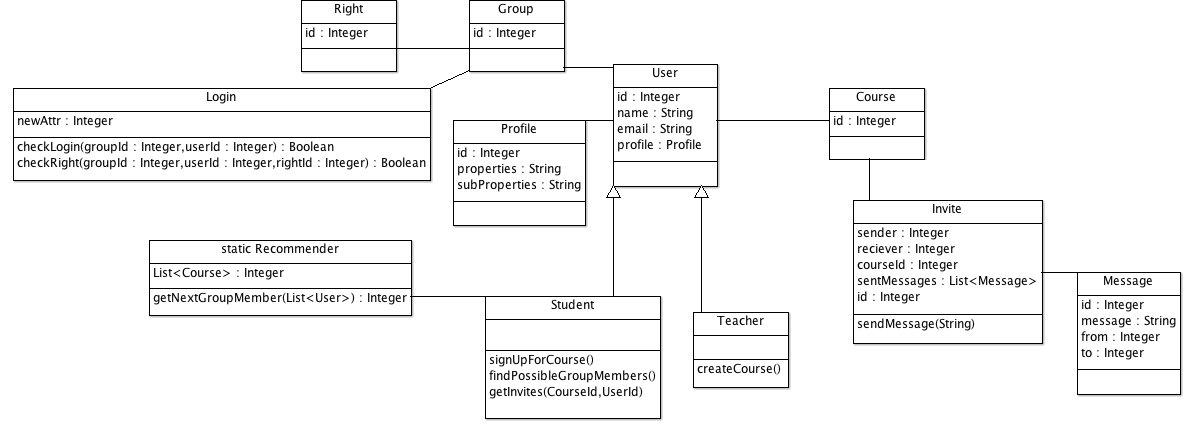 Right
id : Integer
Group
id : Integer
Login
newAttr : Integer
checkLogin(groupId : Integer,userId : Integer) : Boolean
checkRight(groupId : Integer,userId : Integer,rightId : Integer) : Boolean
User
id : Integer
name : String
email : String
profile : Profile
Profile
id : Integer
properties : String
subProperties : String
Course
id : Integer
Invite
sender : Integer
reciever : Integer
courseId : Integer
sentMessages : List<Message>
id : Integer
sendMessage(String)
Message
id : Integer
message : String
from : Integer
to : Integer
static Recommender
List<Course> : Integer
getNextGroupMember(List<User>) : Integer
Student
signUpForCourse()
findPossibleGroupMembers()
getInvites(CourseId,UserId)
Teacher
createCourse()